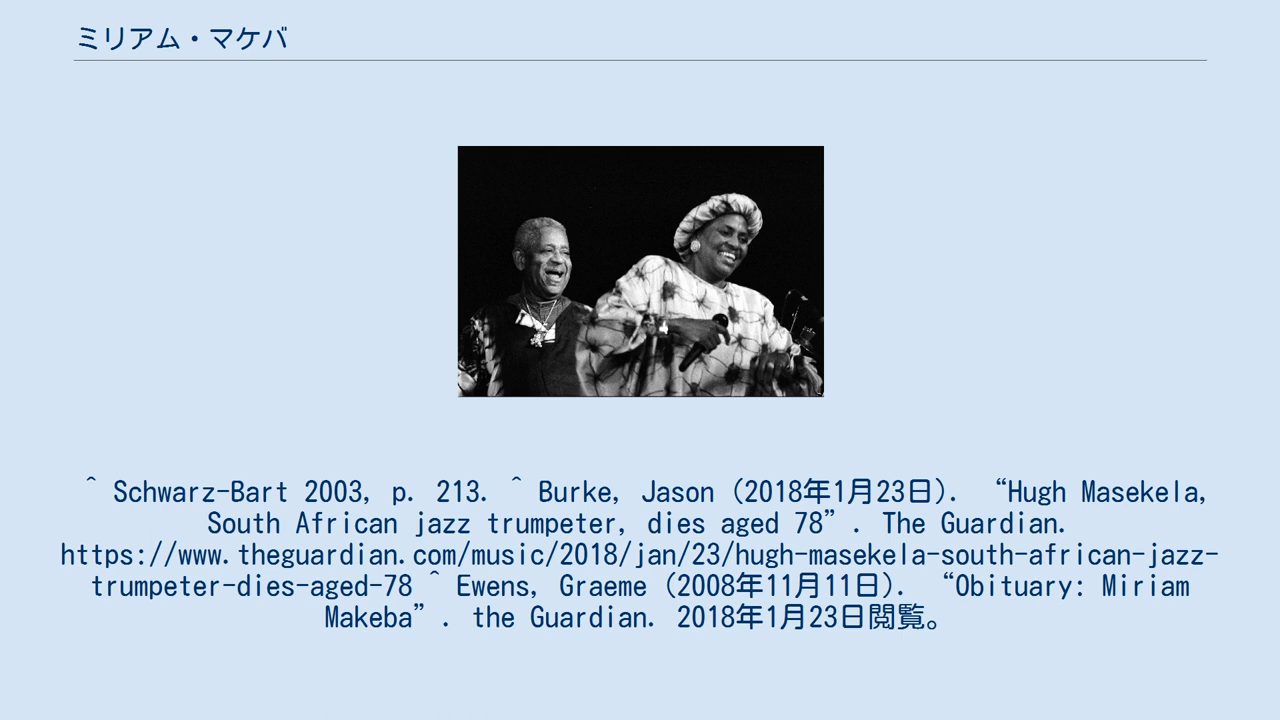 ミリアム・マケバ
^ Schwarz-Bart 2003, p. 213. ^ Burke, Jason (2018年1月23日). “Hugh Masekela,
South African jazz trumpeter, dies aged 78”. The Guardian.
https://www.theguardian.com/music/2018/jan/23/hugh-masekela-south-african-jazz-
trumpeter-dies-aged-78 ^ Ewens, Graeme (2008年11月11日). “Obituary: Miriam
Makeba”. the Guardian. 2018年1月23日閲覧。